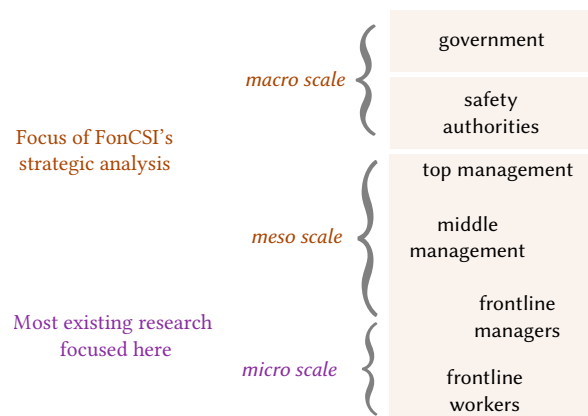 government
macro scale
safety
authorities
Focus of FonCSI's
strategic analysis
top management
meso scale
middle
management
Most existing research
focused here
frontline
managers
micro scale
frontline
workers